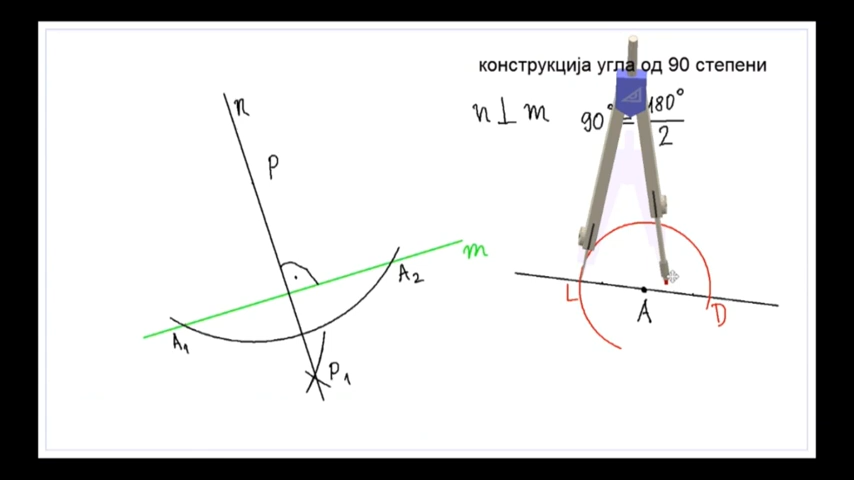 конструкција угла од 90 степени
n ⊥ m
90° = 180° / 2
n
P
m
A₂
A₁
P₁
L
A
D